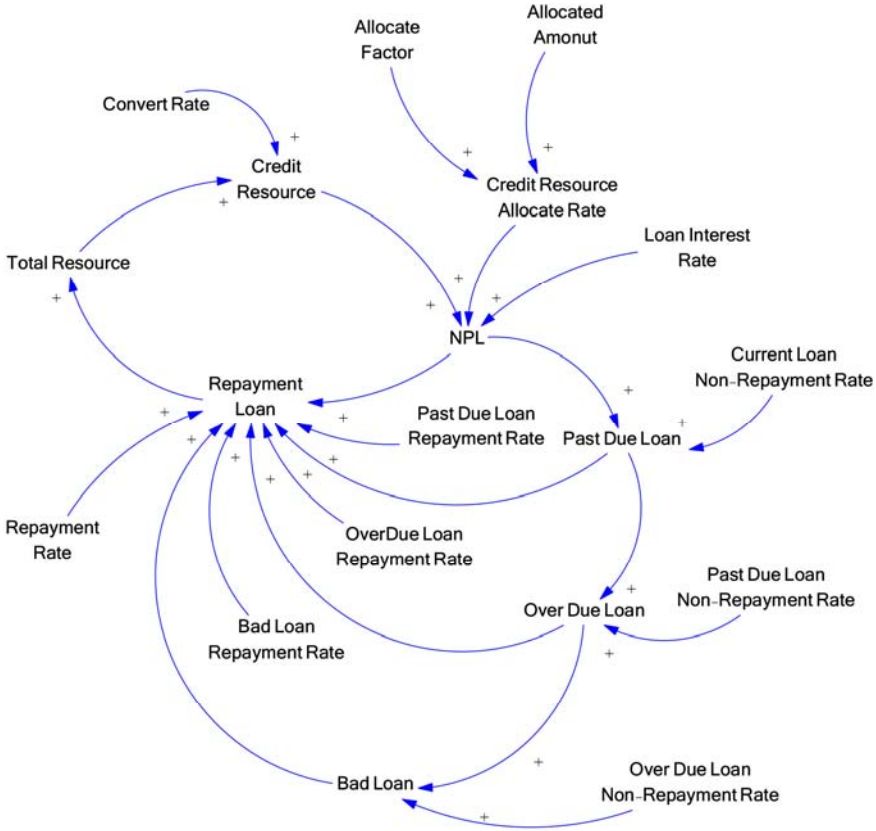 Allocate
Factor
Allocated
Amonut
Convert Rate
+
Credit
Resource
+
+
+
Credit Resource
Allocate Rate
Loan Interest
Rate
Total Resource
+
+
+
+
NPL
Current Loan
Non-Repayment Rate
Repayment
Loan
+
+
Past Due Loan
Repayment Rate
+
Past Due Loan
+
+
+
+
+
+
+
Repayment
Rate
OverDue Loan
Repayment Rate
Past Due Loan
Non-Repayment Rate
+
Over Due Loan
Bad Loan
Repayment Rate
+
+
Over Due Loan
Non-Repayment Rate
Bad Loan
+